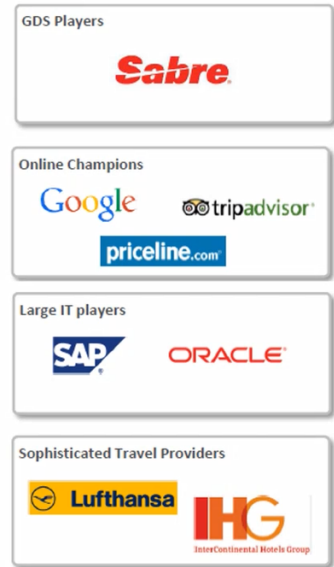 GDS Players
Sabre
Online Champions
Google
tripadvisor
priceline.com
Large IT players
SAP
ORACLE
Sophisticated Travel Providers
Lufthansa
IHG
InterContinental Hotels Group